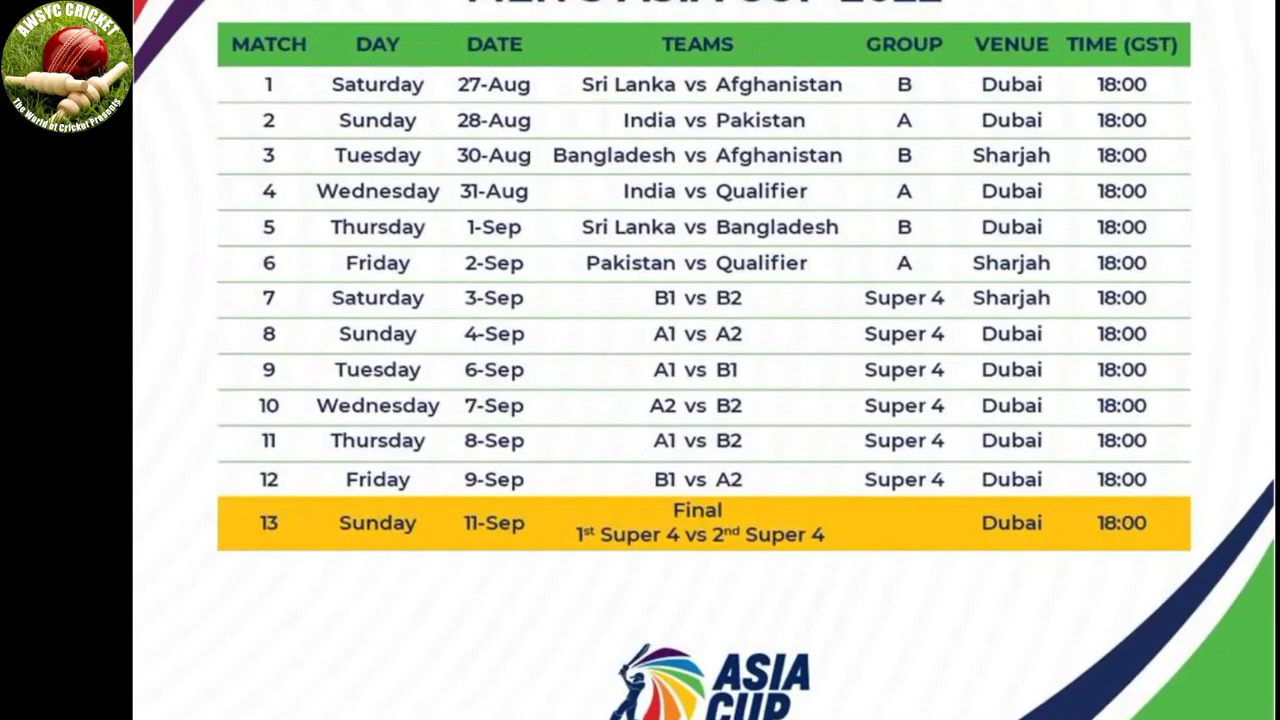 AWSYC CRICKET
The World of Cricket Presents
MEN'S ASIA CUP 2022
MATCH DAY DATE TEAMS GROUP VENUE TIME (GST)
1 Saturday 27-Aug Sri Lanka vs Afghanistan B Dubai 18:00
2 Sunday 28-Aug India vs Pakistan A Dubai 18:00
3 Tuesday 30-Aug Bangladesh vs Afghanistan B Sharjah 18:00
4 Wednesday 31-Aug India vs Qualifier A Dubai 18:00
5 Thursday 1-Sep Sri Lanka vs Bangladesh B Dubai 18:00
6 Friday 2-Sep Pakistan vs Qualifier A Sharjah 18:00
7 Saturday 3-Sep B1 vs B2 Super 4 Sharjah 18:00
8 Sunday 4-Sep A1 vs A2 Super 4 Dubai 18:00
9 Tuesday 6-Sep A1 vs B1 Super 4 Dubai 18:00
10 Wednesday 7-Sep A2 vs B2 Super 4 Dubai 18:00
11 Thursday 8-Sep A1 vs B2 Super 4 Dubai 18:00
12 Friday 9-Sep B1 vs A2 Super 4 Dubai 18:00
Final
13 Sunday 11-Sep 1st Super 4 vs 2nd Super 4 Dubai 18:00
ASIA
CUP